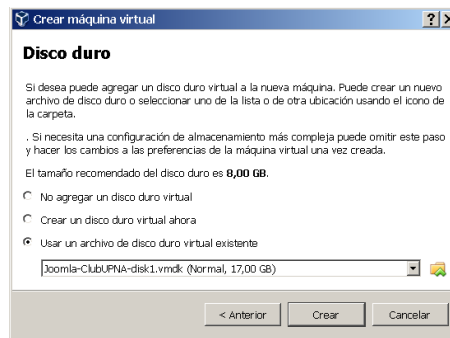 Crear máquina virtual
Disco duro
Si desea puede agregar un disco duro virtual a la nueva máquina. Puede crear un nuevo
archivo de disco duro o seleccionar uno de la lista o de otra ubicación usando el icono de
la carpeta.
. Si necesita una configuración de almacenamiento más compleja puede omitir este paso
y hacer los cambios a las preferencias de la máquina virtual una vez creada.
El tamaño recomendado del disco duro es 8,00 GB.
No agregar un disco duro virtual
Crear un disco duro virtual ahora
Usar un archivo de disco duro virtual existente
Joomla-ClubUPNA-disk1.vmdk (Normal, 17,00 GB)
< Anterior Crear Cancelar